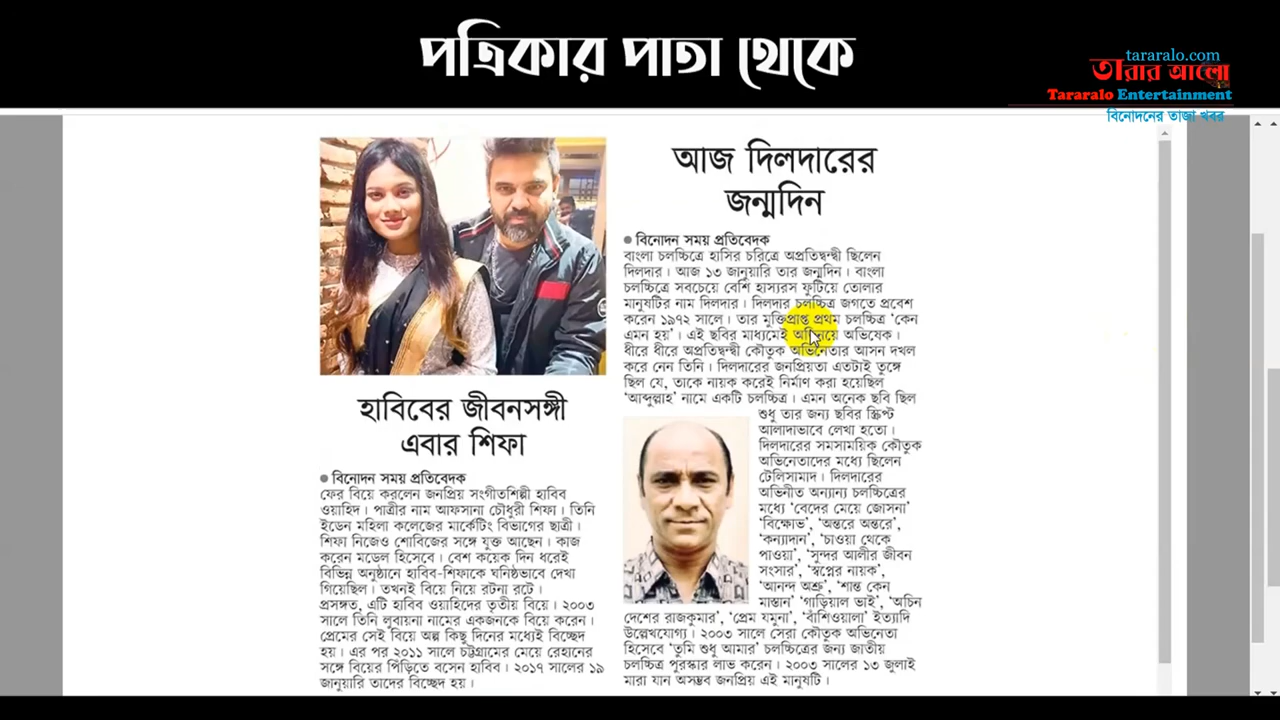 পত্রিকার পাতা থেকে
tararalo.com
তারার আলো
Tararalo Entertainment
বিনোদনের তাজা খবর
হাবিবের জীবনসঙ্গী
এবার শিফা
বিনোদন সময় প্রতিবেদক
ফের বিয়ে করলেন জনপ্রিয় সংগীতশিল্পী হাবিব
ওয়াহিদ। পাত্রীর নাম আফসানা চৌধুরী শিফা। তিনি
ইডেন মহিলা কলেজের মার্কেটিং বিভাগের ছাত্রী।
শিফা নিজেও শোবিজের সঙ্গে যুক্ত আছেন। কাজ
করেন মডেল হিসেবে। বেশ কয়েক দিন ধরেই
বিভিন্ন অনুষ্ঠানে হাবিব-শিফাকে ঘনিষ্ঠভাবে দেখা
গিয়েছিল। তখনই বিয়ে নিয়ে রটনা রটে।
প্রসঙ্গত, এটি হাবিব ওয়াহিদের তৃতীয় বিয়ে। ২০০৩
সালে তিনি লুবায়না নামের একজনকে বিয়ে করেন।
প্রেমের সেই বিয়ে অল্প কিছু দিনের মধ্যেই বিচ্ছেদ
হয়। এর পর ২০১১ সালে চট্টগ্রামের মেয়ে রেহানের
সঙ্গে বিয়ের পিঁড়িতে বসেন হাবিব। ২০১৭ সালের ১৯
জানুয়ারি তাদের বিচ্ছেদ হয়।
আজ দিলদারের
জন্মদিন
বিনোদন সময় প্রতিবেদক
বাংলা চলচ্চিত্রে হাসির চরিত্রে অপ্রতিদ্বন্দ্বী ছিলেন
দিলদার। আজ ১৩ জানুয়ারি তার জন্মদিন। বাংলা
চলচ্চিত্রে সবচেয়ে বেশি হাস্যরস ফুটিয়ে তোলার
মানুষটির নাম দিলদার। দিলদার চলচ্চিত্র জগতে প্রবেশ
করেন ১৯৭২ সালে। তার মুক্তিপ্রাপ্ত প্রথম চলচ্চিত্র ‘কেন
এমন হয়’। এই ছবির মাধ্যমেই অভিনয়ে অভিষেক।
ধীরে ধীরে অপ্রতিদ্বন্দ্বী কৌতুক অভিনেতার আসন দখল
করে নেন তিনি। দিলদারের জনপ্রিয়তা এতটাই তুঙ্গে
ছিল যে, তাকে নায়ক করেই নির্মাণ করা হয়েছিল
‘আব্দুল্লাহ’ নামে একটি চলচ্চিত্র। এমন অনেক ছবি ছিল
শুধু তার জন্য ছবির স্ক্রিপ্ট
আলাদাভাবে লেখা হতো।
দিলদারের সমসাময়িক কৌতুক
অভিনেতাদের মধ্যে ছিলেন
টেলিসামাদ। দিলদারের
অভিনীত অন্যান্য চলচ্চিত্রের
মধ্যে ‘বেদের মেয়ে জোসনা’
‘বিক্ষোভ’, ‘অন্তরে অন্তরে’,
‘কন্যাদান’, ‘চাওয়া থেকে
পাওয়া’, ‘সুন্দর আলীর জীবন
সংসার’, ‘স্বপ্নের নায়ক’,
‘আনন্দ অশ্রু’, ‘শান্ত কেন
মাস্তান’ ‘গাড়িয়াল ভাই’, ‘অচিন
দেশের রাজকুমার’, ‘প্রেম যমুনা’, ‘বাঁশিওয়ালা’ ইত্যাদি
উল্লেখযোগ্য। ২০০৩ সালে সেরা কৌতুক অভিনেতা
হিসেবে ‘তুমি শুধু আমার’ চলচ্চিত্রের জন্য জাতীয়
চলচ্চিত্র পুরস্কার লাভ করেন। ২০০৩ সালের ১৩ জুলাই
মারা যান অসম্ভব জনপ্রিয় এই মানুষটি।